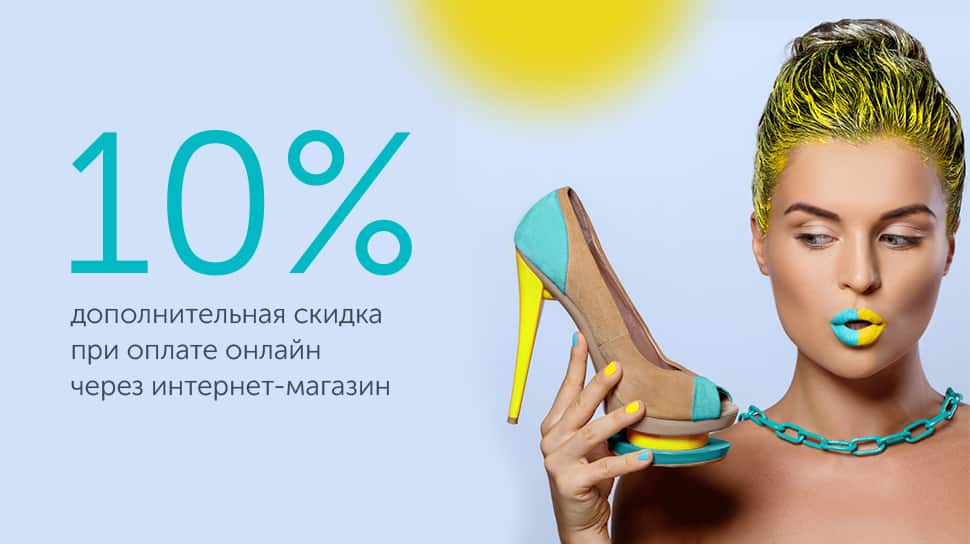 10%
дополнительная скидка
при оплате онлайн
через интернет-магазин